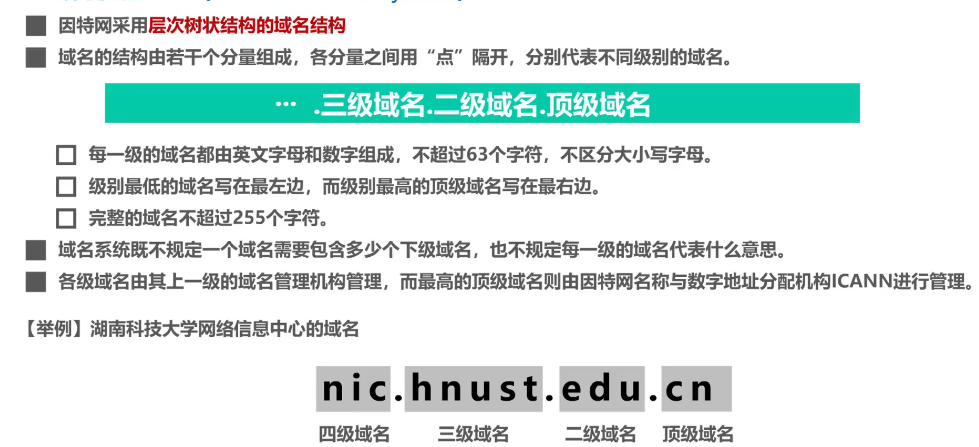 因特网采用层次树状结构的域名结构
域名的结构由若干个分量组成，各分量之间用“点”隔开，分别代表不同级别的域名。
… .三级域名.二级域名.顶级域名
每一级的域名都由英文字母和数字组成，不超过63个字符，不区分大小写字母。
级别最低的域名写在最左边，而级别最高的顶级域名写在最右边。
完整的域名不超过255个字符。
域名系统既不规定一个域名需要包含多少个下级域名，也不规定每一级的域名代表什么意思。
各级域名由其上一级的域名管理机构管理，而最高的顶级域名则由因特网名称与数字地址分配机构ICANN进行管理。
【举例】湖南科技大学网络信息中心的域名
nic.hnust.edu.cn
四级域名 三级域名 二级域名 顶级域名